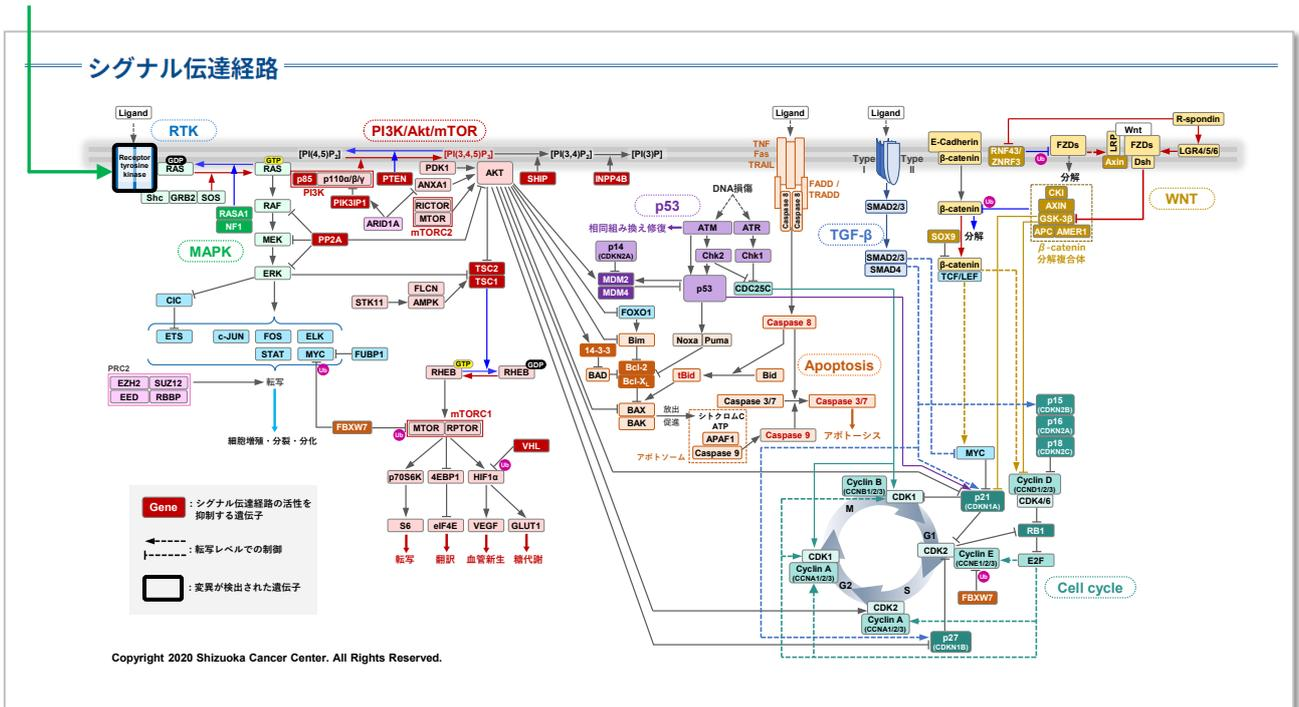 シグナル伝達経路
Ligand
RTK
PI3K/Akt/mTOR
Ligand
TNF
Fas
TRAIL
Ligand
Type
I
Type
II
E-Cadherin
β-catenin
RNF43/
ZNRF3
Ub
FZDs
分解
LRP
Wnt
FZDs
Axin
Dsh
R-spondin
LGR4/5/6
Receptor
tyrosine
kinase
GDP
RAS
GTP
RAS
Shc
GRB2
SOS
RASA1
NF1
[PI(4,5)P2]
[PI(3,4,5)P3]
[PI(3,4)P2]
[PI(3)P]
p85
p110α/β/γ
PI3K
PTEN
PDK1
AKT
SHIP
INPP4B
PIK3IP1
ANXA1
ARID1A
RICTOR
MTOR
mTORC2
RAF
MEK
PP2A
ERK
MAPK
TSC2
TSC1
FLCN
STK11
AMPK
CIC
ETS
c-JUN
FOS
ELK
STAT
MYC
FUBP1
Ub
PRC2
EZH2
SUZ12
EED
RBBP
転写
細胞増殖・分裂・分化
FBXW7
GTP
RHEB
GDP
RHEB
mTORC1
MTOR
RPTOR
Ub
VHL
Ub
p70S6K
4EBP1
HIF1α
S6
eIF4E
VEGF
GLUT1
転写
翻訳
血管新生
糖代謝
p53
DNA損傷
相同組み換え修復
ATM
ATR
Chk2
Chk1
p14
(CDKN2A)
MDM2
MDM4
p53
CDC25C
FOXO1
Bim
14-3-3
BAD
Bcl-2
Bcl-XL
BAX
BAK
Noxa
Puma
tBid
Bid
放出
促進
シトクロムC
ATP
APAF1
Caspase 9
アポトソーム
Caspase 8
Caspase 8
FADD /
TRADD
Caspase 8
Apoptosis
Caspase 3/7
Caspase 3/7
Caspase 9
アポトーシス
SMAD2/3
TGF-β
SMAD2/3
SMAD4
β-catenin
Ub
分解
SOX9
β-catenin
TCF/LEF
CKI
AXIN
GSK-3β
APC
AMER1
β-catenin
分解複合体
WNT
p15
(CDKN2B)
p16
(CDKN2A)
p18
(CDKN2C)
MYC
Cyclin B
(CCNB1/2/3)
CDK1
p21
(CDKN1A)
Cyclin D
(CCND1/2/3)
CDK4/6
RB1
E2F
M
G1
S
G2
CDK1
Cyclin A
(CCNA1/2/3)
CDK2
Cyclin E
(CCNE1/2/3)
Ub
FBXW7
CDK2
Cyclin A
(CCNA1/2/3)
p27
(CDKN1B)
Cell cycle
Gene
：シグナル伝達経路の活性を
抑制する遺伝子
：転写レベルでの制御
：変異が検出された遺伝子
Copyright 2020 Shizuoka Cancer Center. All Rights Reserved.